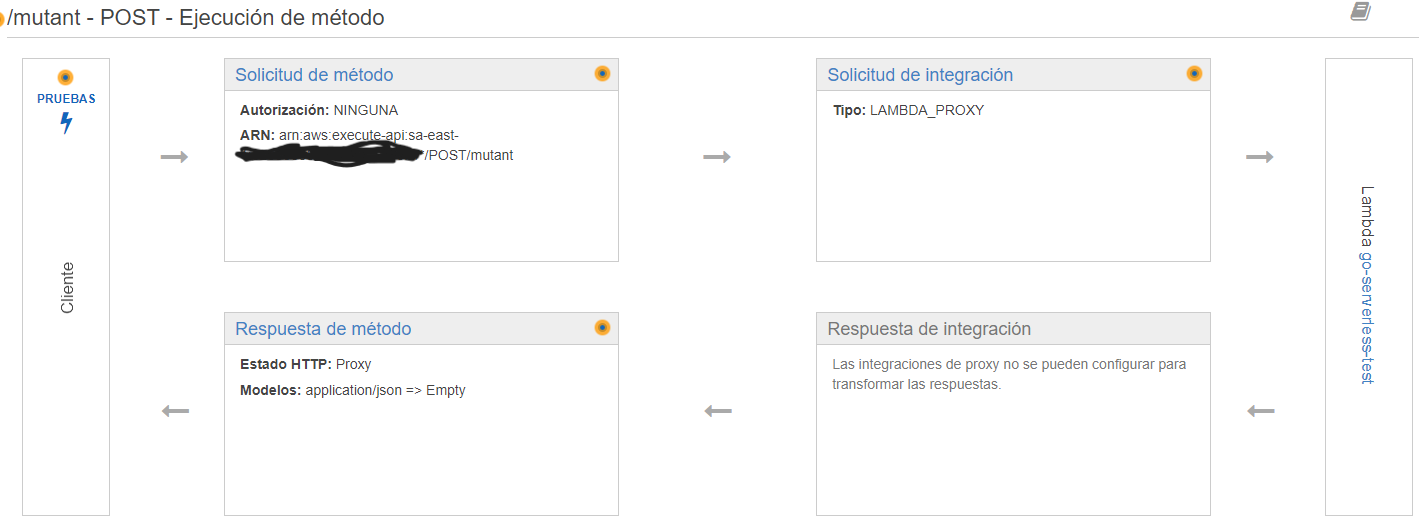 /mutant - POST - Ejecución de método
PRUEBAS
Cliente
Solicitud de método
Autorización: NINGUNA
ARN: arn:aws:execute-api:sa-east-
/POST/mutant
Solicitud de integración
Tipo: LAMBDA_PROXY
Lambda go-serverless-test
Respuesta de método
Estado HTTP: Proxy
Modelos: application/json => Empty
Respuesta de integración
Las integraciones de proxy no se pueden configurar para
transformar las respuestas.